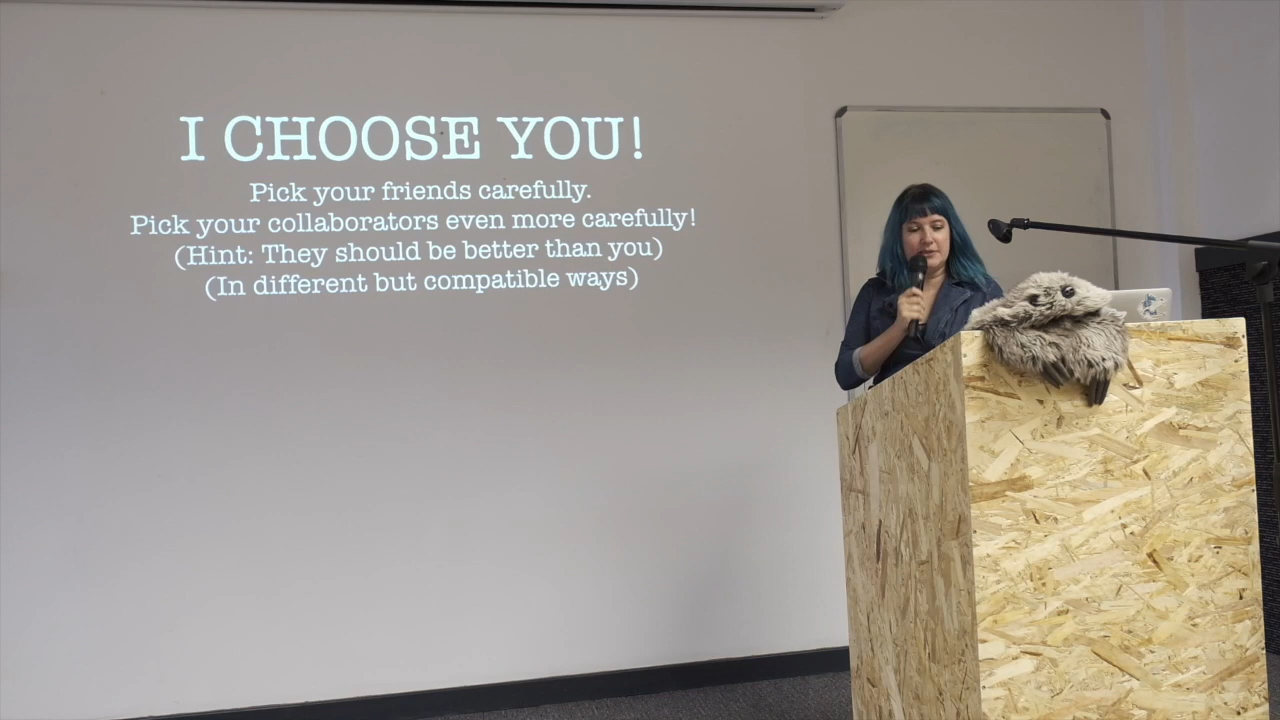 I CHOOSE YOU!
Pick your friends carefully.
Pick your collaborators even more carefully!
(Hint: They should be better than you)
(In different but compatible ways)